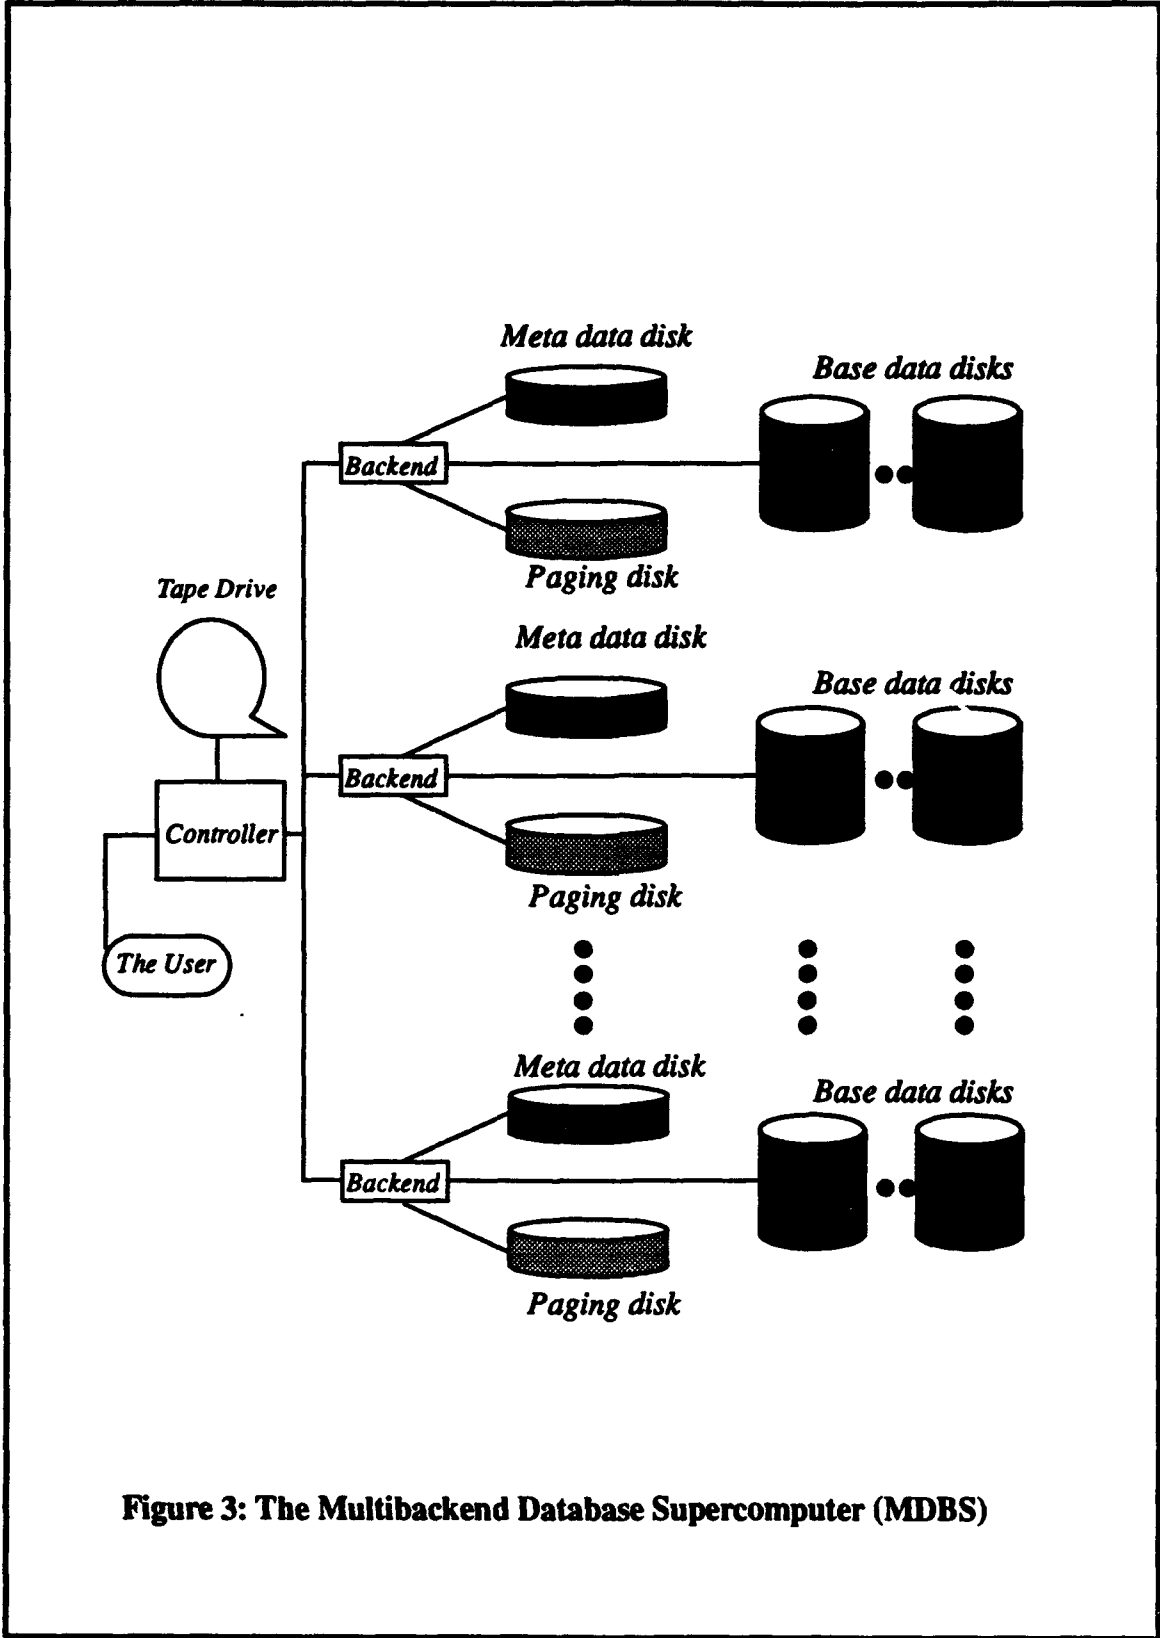 Meta data disk
Base data disks
Backend
Paging disk
Tape Drive
Meta data disk
Base data disks
Backend
Controller
Paging disk
The User
Meta data disk
Base data disks
Backend
Paging disk
Figure 3: The Multibackend Database Supercomputer (MDBS)